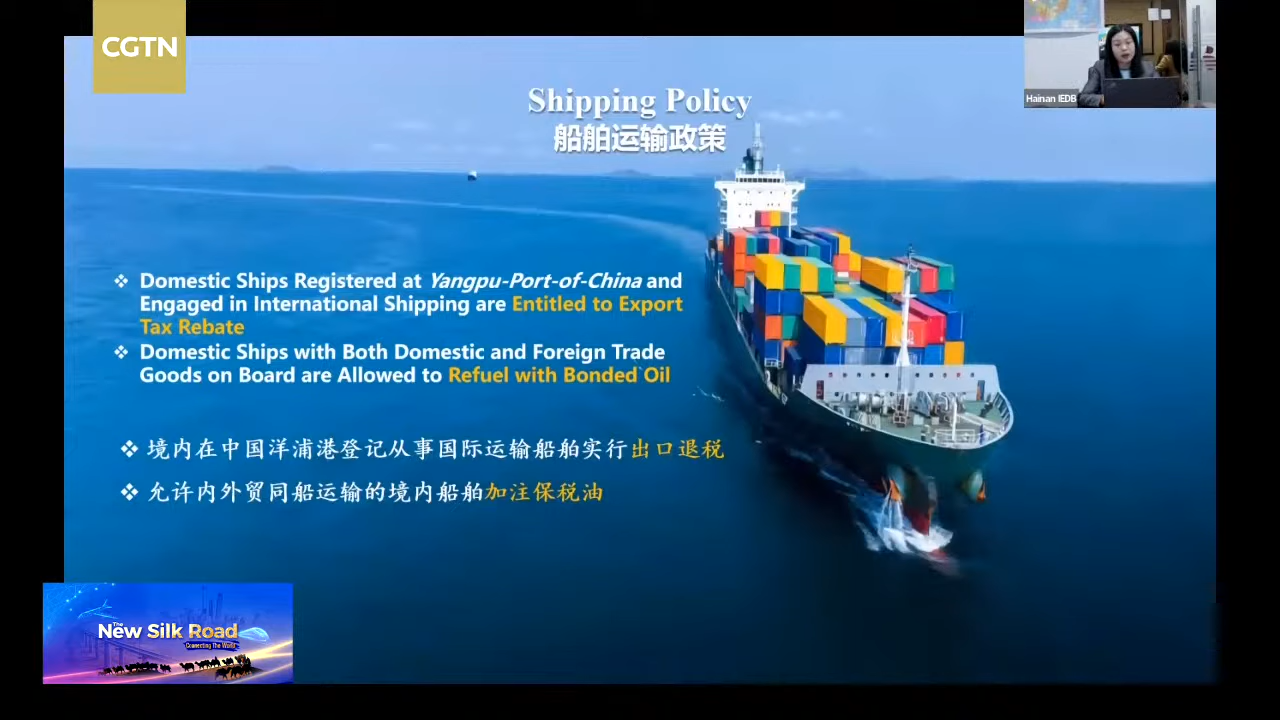 CGTN
Hainan IEDB
Shipping Policy
船舶运输政策
❖ Domestic Ships Registered at Yangpu-Port-of-China and
Engaged in International Shipping are Entitled to Export
Tax Rebate
❖ Domestic Ships with Both Domestic and Foreign Trade
Goods on Board are Allowed to Refuel with Bonded Oil
❖ 境内在中国洋浦港登记从事国际运输船舶实行出口退税
❖ 允许内外贸同船运输的境内船舶加注保税油
The
New Silk Road
Connecting The World